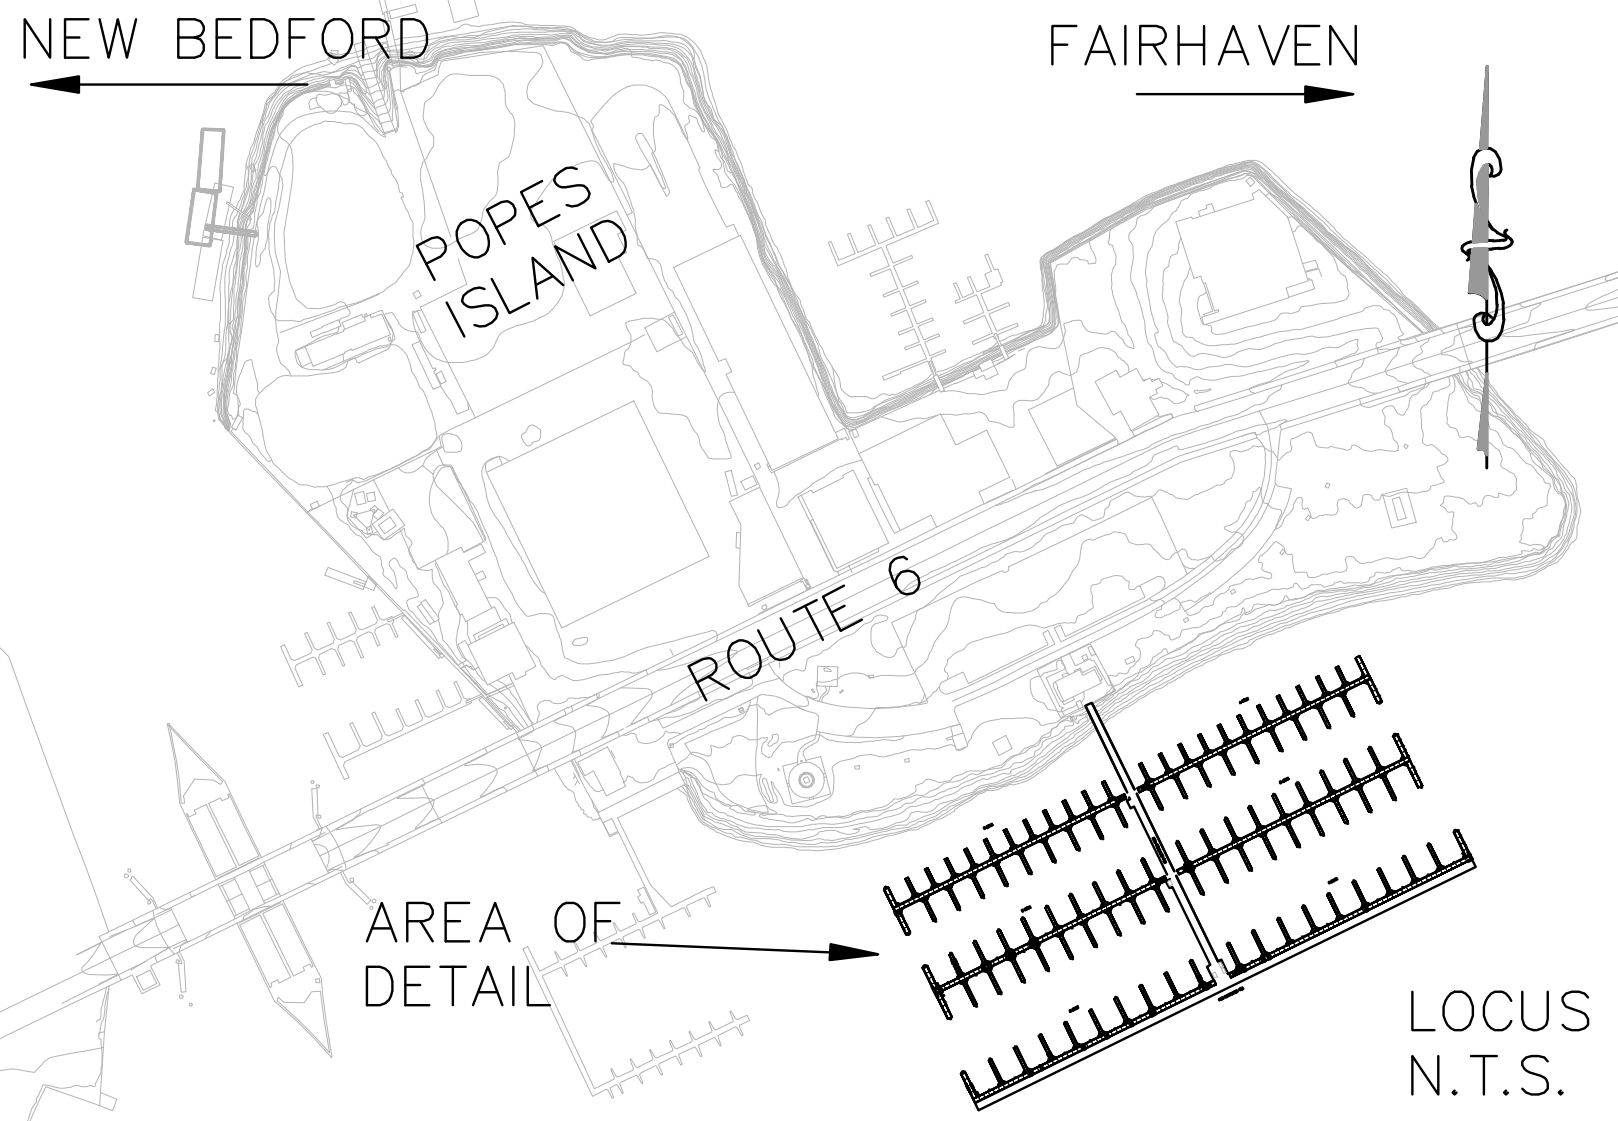 NEW BEDFORD
FAIRHAVEN
POPES
ISLAND
ROUTE 6
AREA OF
DETAIL
LOCUS
N.T.S.